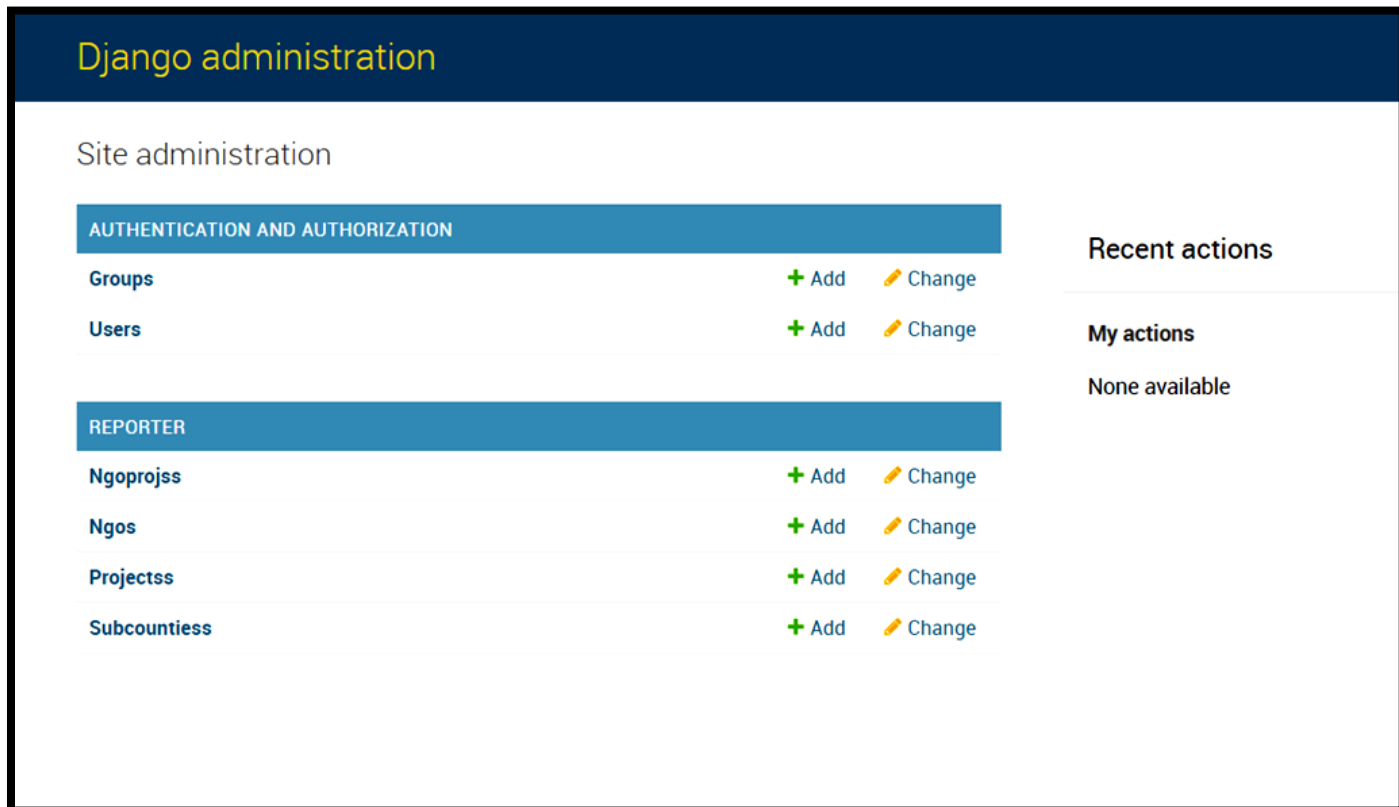 Django administration
Site administration
AUTHENTICATION AND AUTHORIZATION
Groups Add Change
Users Add Change
REPORTER
Ngoprojss Add Change
Ngos Add Change
Projectss Add Change
Subcountiess Add Change
Recent actions
My actions
None available